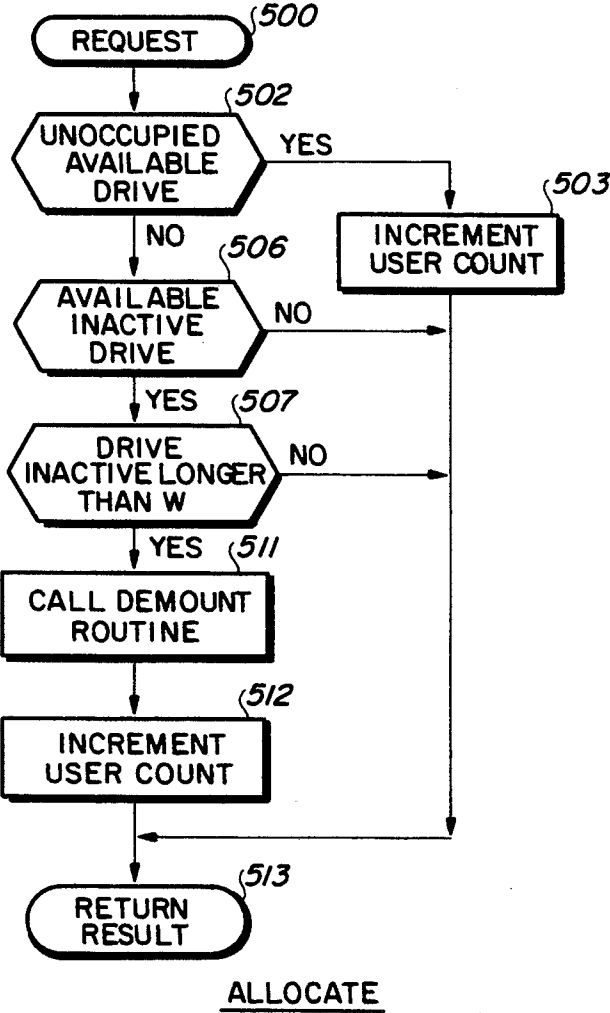 REQUEST
500
UNOCCUPIED
AVAILABLE
DRIVE
502
YES
INCREMENT
USER COUNT
503
NO
AVAILABLE
INACTIVE
DRIVE
506
NO
YES
DRIVE
INACTIVE LONGER
THAN W
507
NO
YES
CALL DEMOUNT
ROUTINE
511
INCREMENT
USER COUNT
512
RETURN
RESULT
513
ALLOCATE